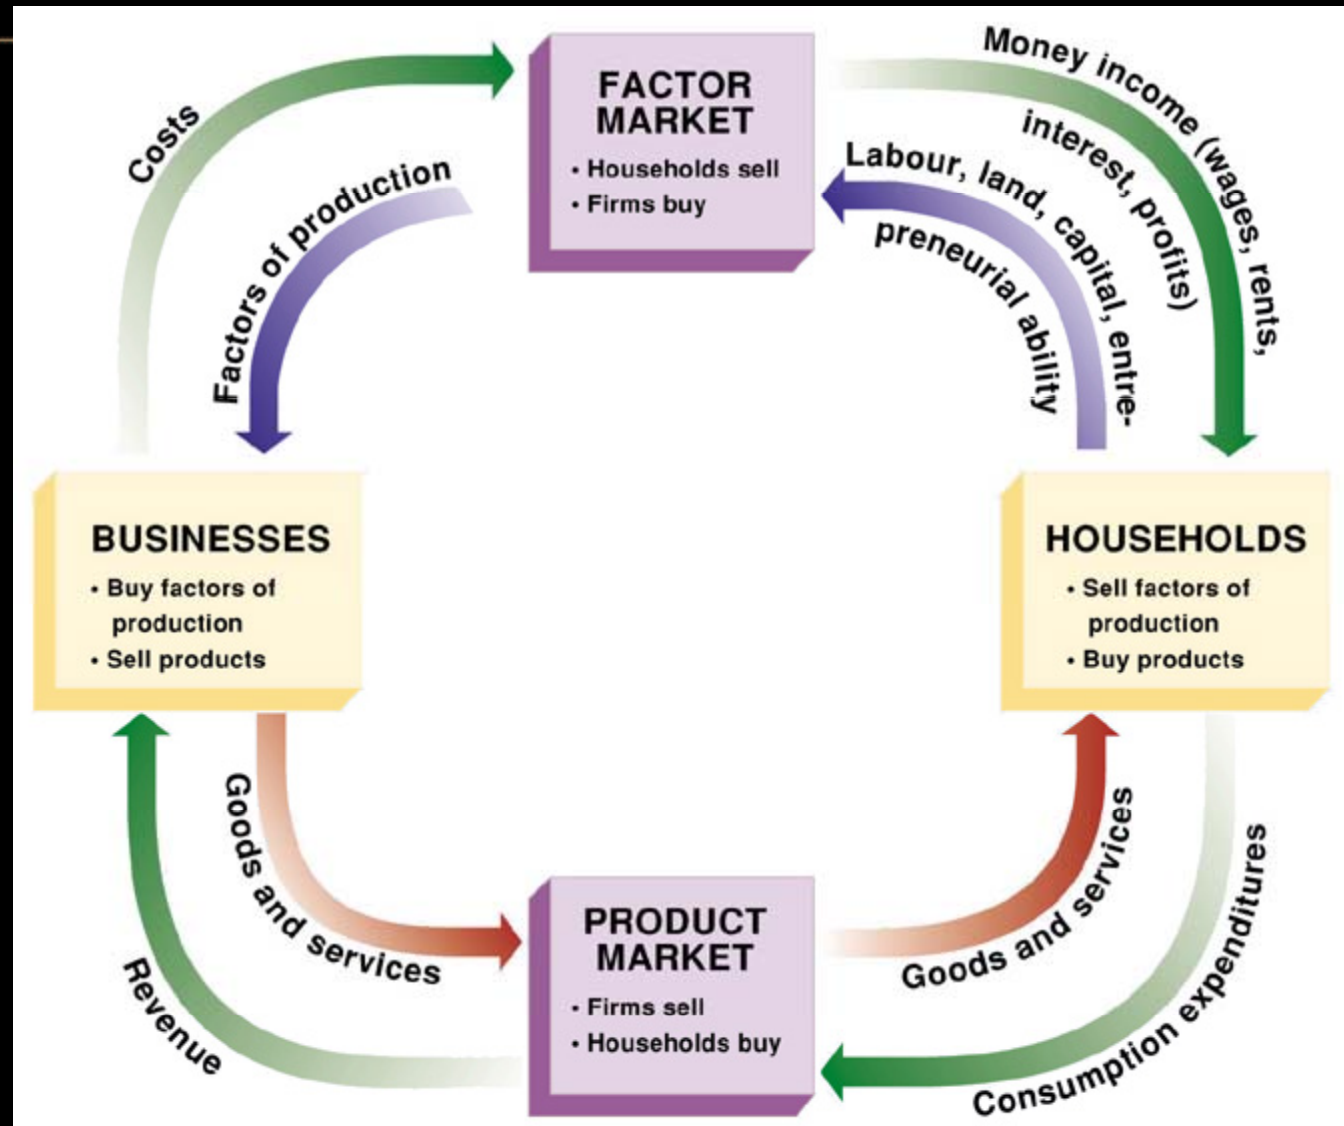 Costs
Factors of production
FACTOR
MARKET
• Households sell
• Firms buy
Money income (wages, rents,
interest, profits)
Labour, land, capital, entre-
preneurial ability
BUSINESSES
• Buy factors of
production
• Sell products
HOUSEHOLDS
• Sell factors of
production
• Buy products
Goods and services
Revenue
PRODUCT
MARKET
• Firms sell
• Households buy
Goods and services
Consumption expenditures